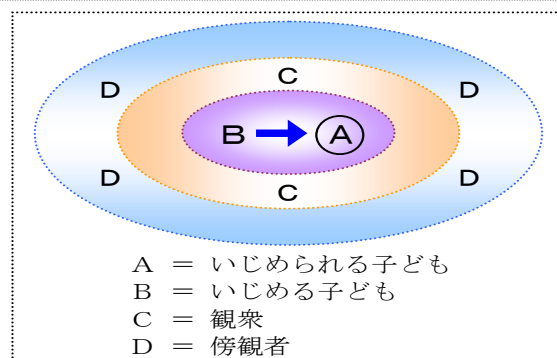 D C D
B A
D C D
A = いじめられる子ども
B = いじめる子ども
C = 観衆
D = 傍観者